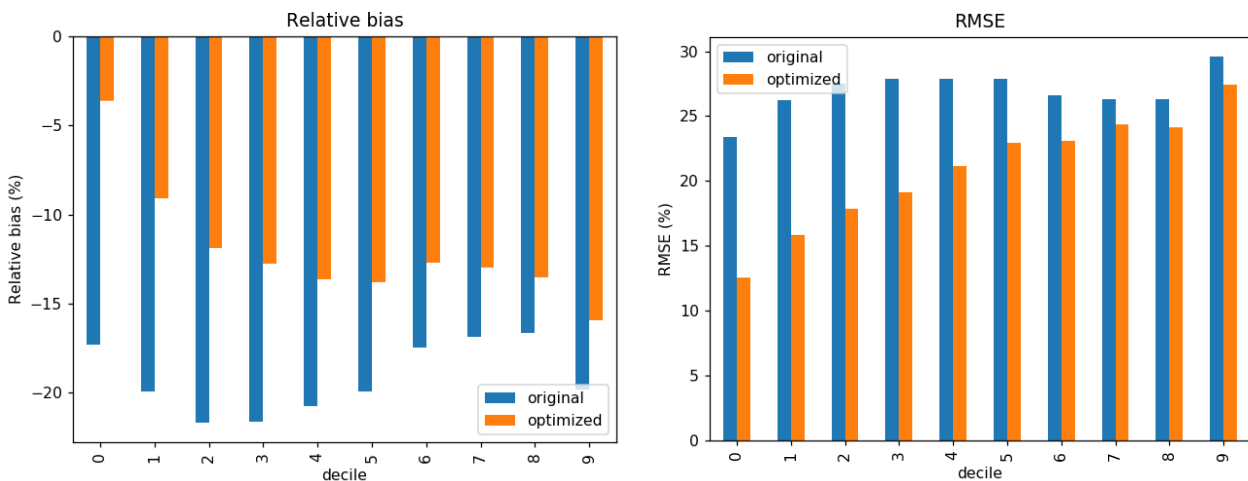 Relative bias
Relative bias (%)
0
−5
−10
−15
−20
original
optimized
0 1 2 3 4 5 6 7 8 9
decile
RMSE
RMSE (%)
30
25
20
15
10
5
0
original
optimized
0 1 2 3 4 5 6 7 8 9
decile